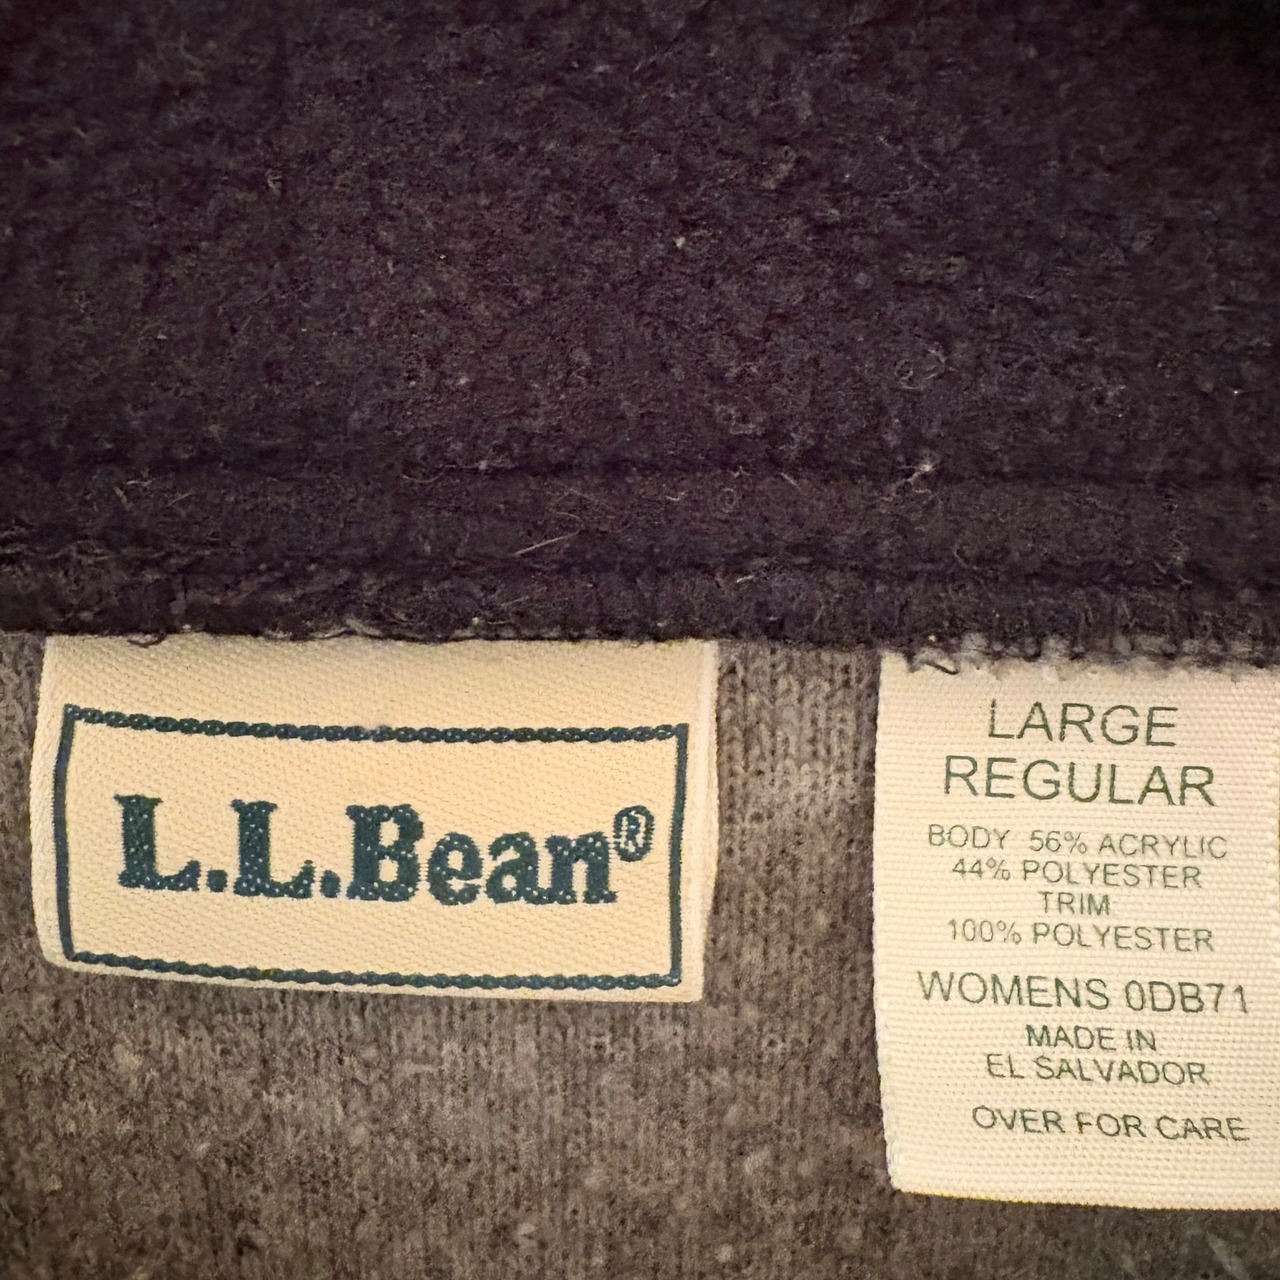 L.L.Bean®
LARGE
REGULAR
BODY 56% ACRYLIC
44% POLYESTER
TRIM
100% POLYESTER
WOMENS 0DB71
MADE IN
EL SALVADOR
OVER FOR CARE